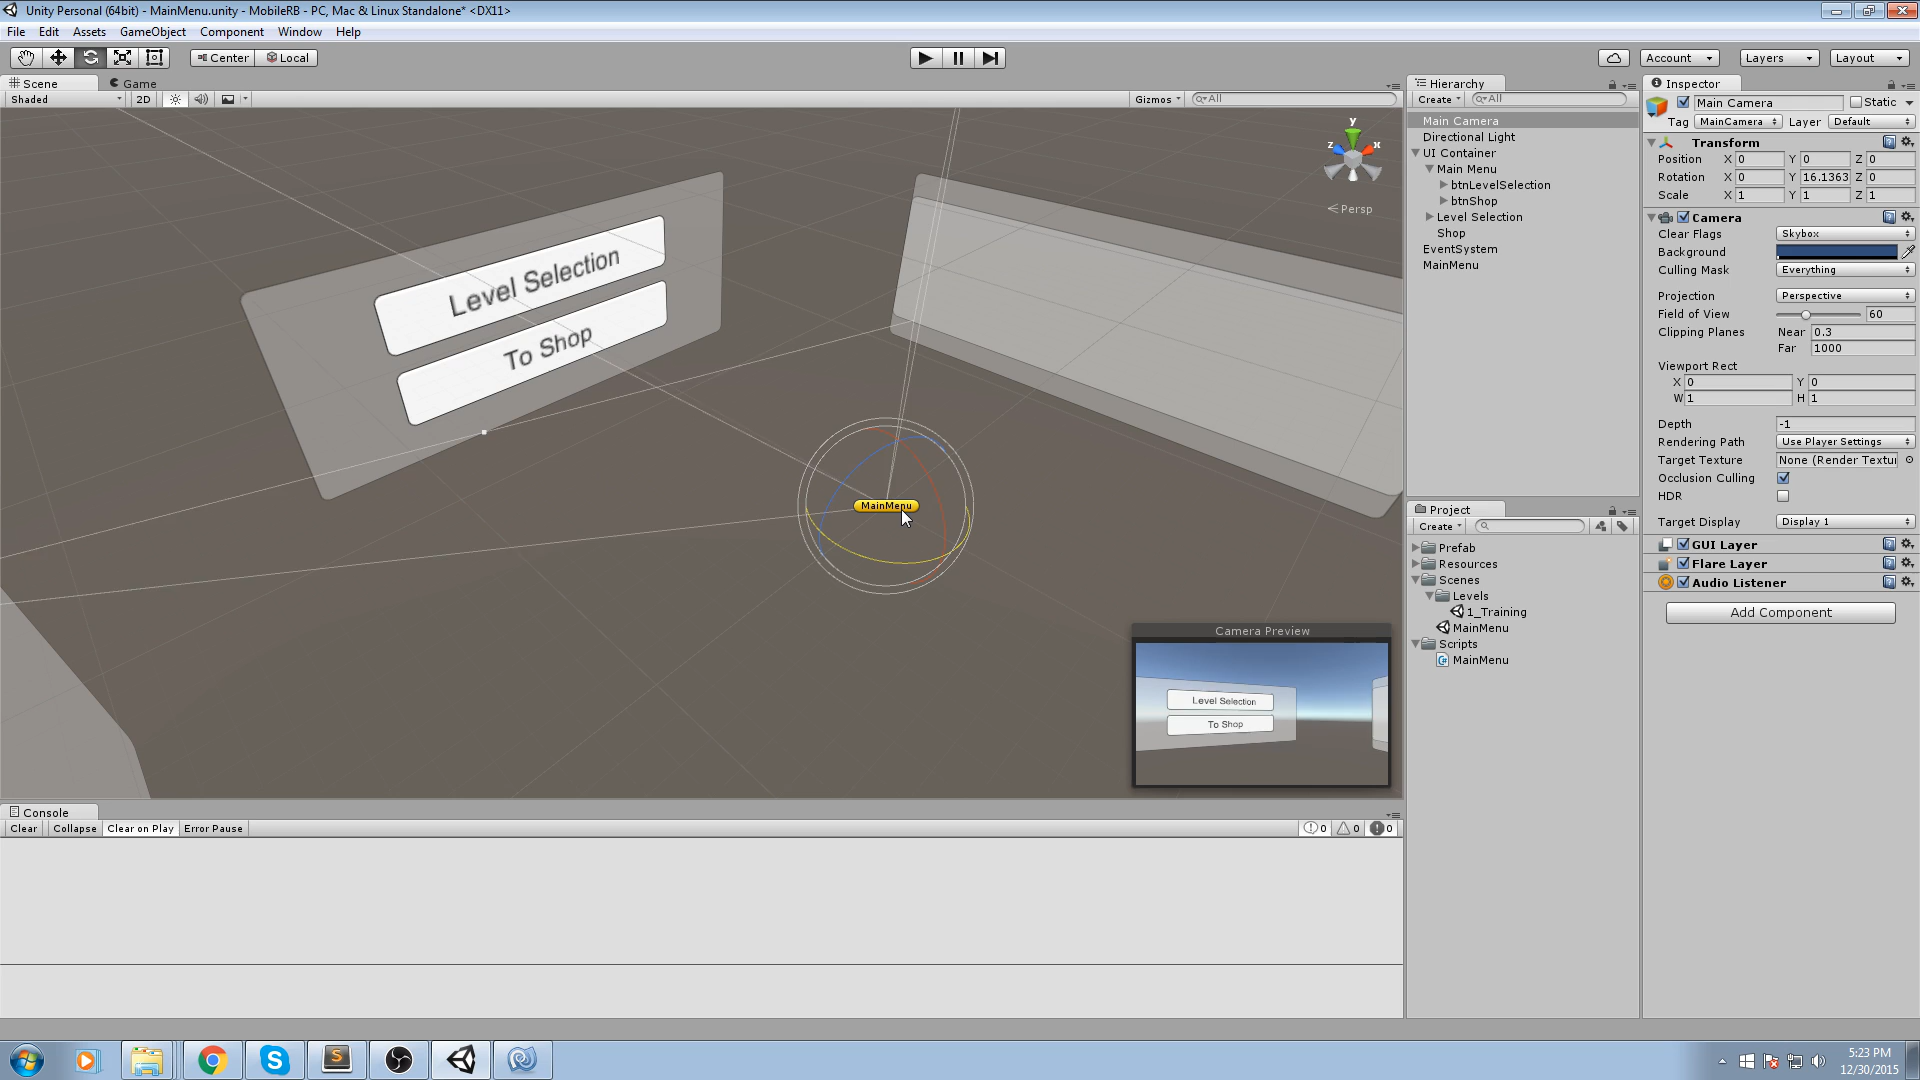 Unity Personal (64bit) - MainMenu.unity - MobileRB - PC, Mac & Linux Standalone* <DX11>
File Edit Assets GameObject Component Window Help
Center Local Account Layers Layout
Scene Game
Shaded 2D Gizmos All
y
z x
Persp
Level Selection
To Shop
MainMenu
Camera Preview
Level Selection
To Shop
Console
Clear Collapse Clear on Play Error Pause 0 0 0
Hierarchy
Create All
Main Camera
Directional Light
UI Container
Main Menu
btnLevelSelection
btnShop
Level Selection
Shop
EventSystem
MainMenu
Project
Create
Prefab
Resources
Scenes
Levels
1_Training
MainMenu
Scripts
MainMenu
Inspector
Main Camera Static
Tag MainCamera Layer Default
Transform
Position X 0 Y 0 Z 0
Rotation X 0 Y 16.1363 Z 0
Scale X 1 Y 1 Z 1
Camera
Clear Flags Skybox
Background
Culling Mask Everything
Projection Perspective
Field of View 60
Clipping Planes Near 0.3
Far 1000
Viewport Rect
X 0 Y 0
W 1 H 1
Depth -1
Rendering Path Use Player Settings
Target Texture None (Render Textur
Occlusion Culling
HDR
Target Display Display 1
GUI Layer
Flare Layer
Audio Listener
Add Component
5:23 PM
12/30/2015